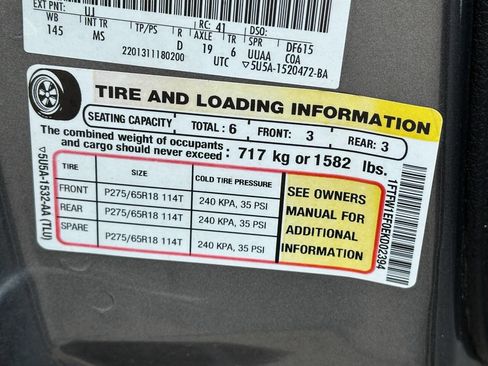 EXT PNT: UJ RC: 41 DSO:
WB INT TR TP/PS R AXLE TR SPR DF615
145 MS D 19 6 UUAA COA
2201311180200 UTC ▽5U5A-1520472-BA
TIRE AND LOADING INFORMATION
SEATING CAPACITY TOTAL: 6 FRONT: 3 REAR: 3
The combined weight of occupants
and cargo should never exceed: 717 kg or 1582 lbs.
TIRE SIZE COLD TIRE PRESSURE
FRONT P275/65R18 114T 240 KPA, 35 PSI
REAR P275/65R18 114T 240 KPA, 35 PSI
SPARE P275/65R18 114T 240 KPA, 35 PSI
SEE OWNERS
MANUAL FOR
ADDITIONAL
INFORMATION
▽5U5A-1532-AA (TLU)
1FTFW1EF0EKD02394